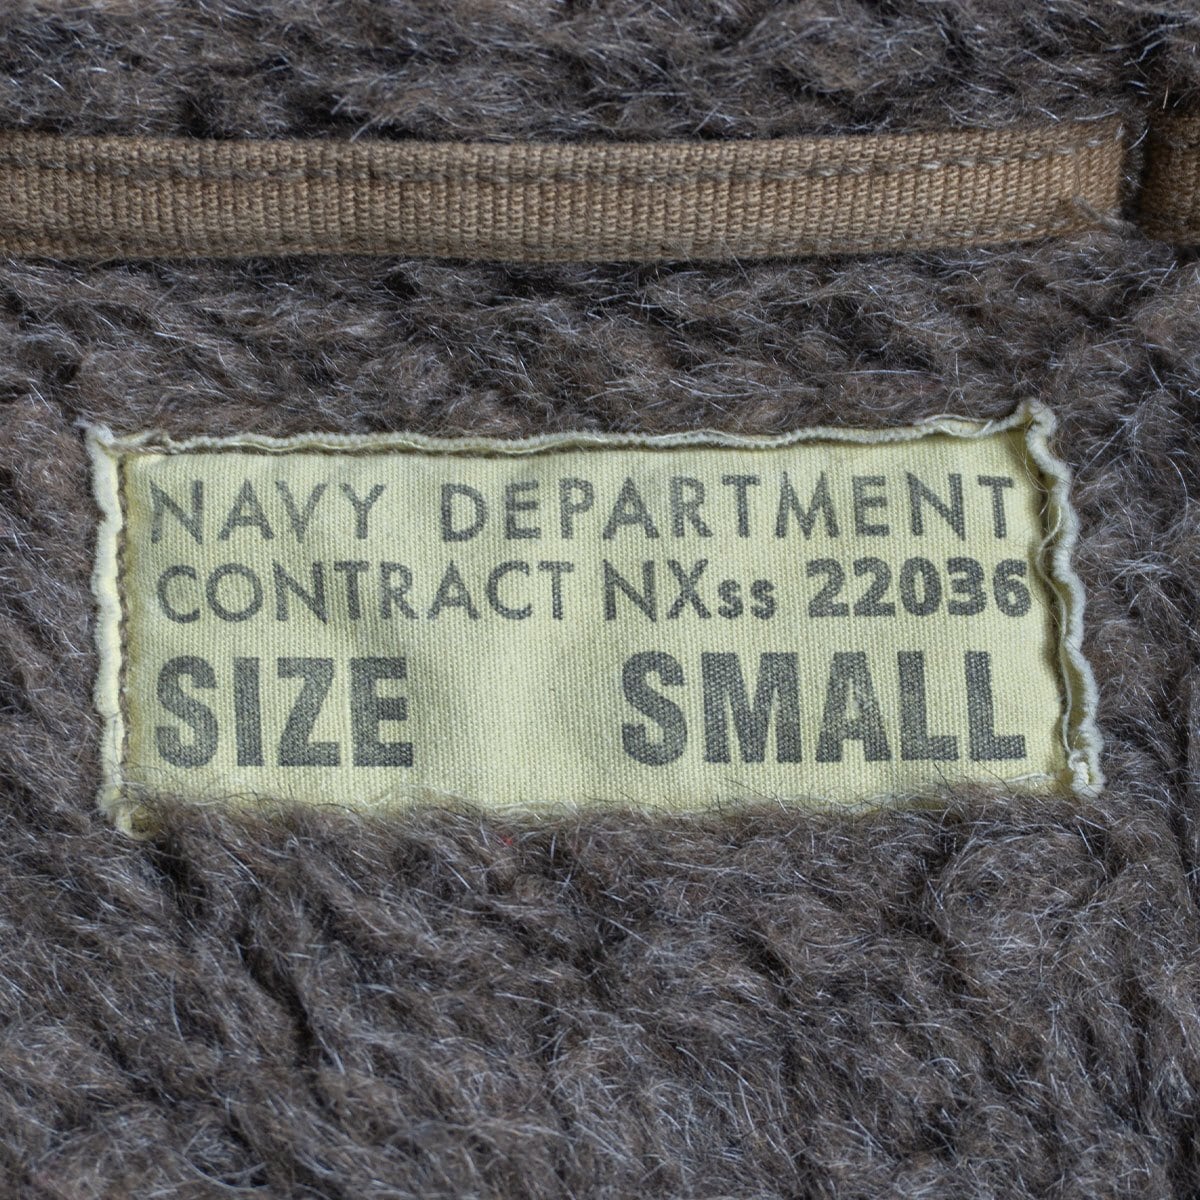 NAVY DEPARTMENT
CONTRACT NXss 22036
SIZE SMALL